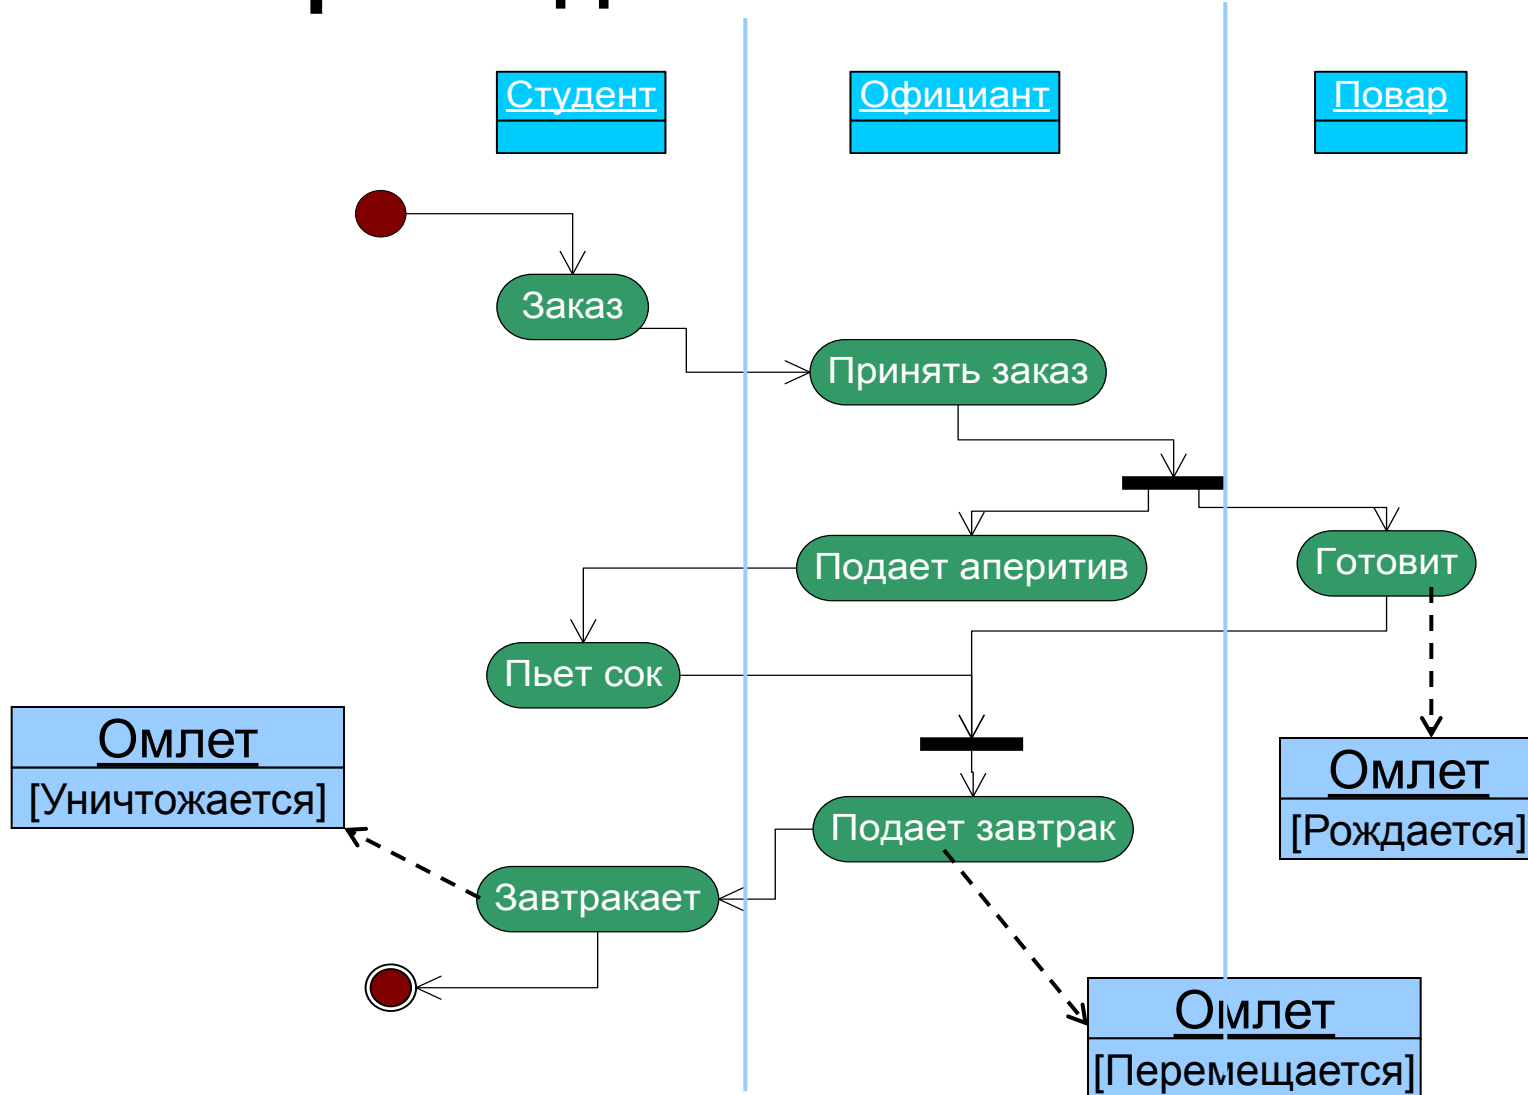 Студент
Официант
Повар
Заказ
Принять заказ
Подает аперитив
Готовит
Пьет сок
Омлет
[Уничтожается]
Омлет
[Рождается]
Подает завтрак
Завтракает
Омлет
[Перемещается]